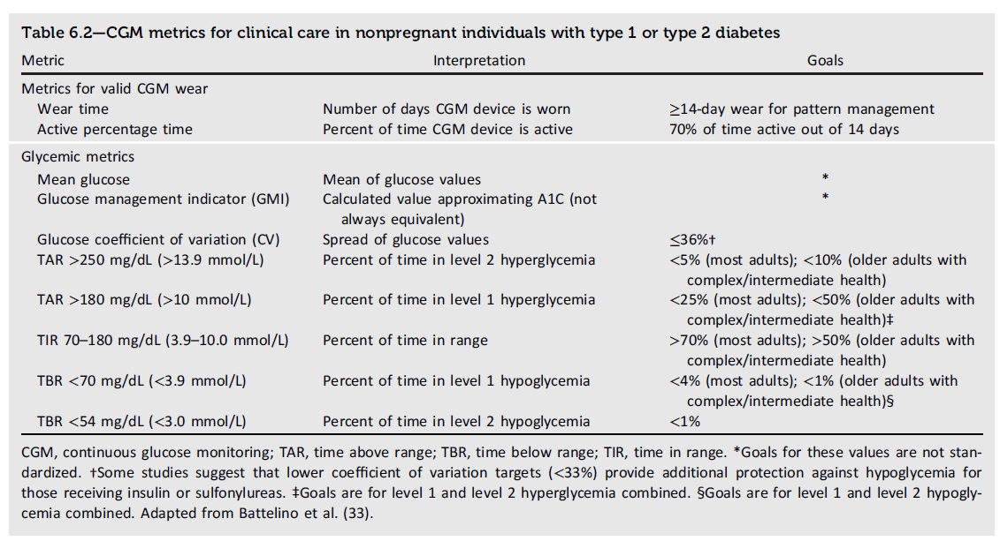 Table 6.2—CGM metrics for clinical care in nonpregnant individuals with type 1 or type 2 diabetes
Metric Interpretation Goals
Metrics for valid CGM wear
Wear time Number of days CGM device is worn ≥14-day wear for pattern management
Active percentage time Percent of time CGM device is active 70% of time active out of 14 days
Glycemic metrics
Mean glucose Mean of glucose values *
Glucose management indicator (GMI) Calculated value approximating A1C (not *
always equivalent)
Glucose coefficient of variation (CV) Spread of glucose values ≤36%†
TAR >250 mg/dL (>13.9 mmol/L) Percent of time in level 2 hyperglycemia <5% (most adults); <10% (older adults with
complex/intermediate health)
TAR >180 mg/dL (>10 mmol/L) Percent of time in level 1 hyperglycemia <25% (most adults); <50% (older adults with
complex/intermediate health)‡
TIR 70–180 mg/dL (3.9–10.0 mmol/L) Percent of time in range >70% (most adults); >50% (older adults with
complex/intermediate health)
TBR <70 mg/dL (<3.9 mmol/L) Percent of time in level 1 hypoglycemia <4% (most adults); <1% (older adults with
complex/intermediate health)§
TBR <54 mg/dL (<3.0 mmol/L) Percent of time in level 2 hypoglycemia <1%
CGM, continuous glucose monitoring; TAR, time above range; TBR, time below range; TIR, time in range. *Goals for these values are not stan-
dardized. †Some studies suggest that lower coefficient of variation targets (<33%) provide additional protection against hypoglycemia for
those receiving insulin or sulfonylureas. ‡Goals are for level 1 and level 2 hyperglycemia combined. §Goals are for level 1 and level 2 hypogly-
cemia combined. Adapted from Battelino et al. (33).